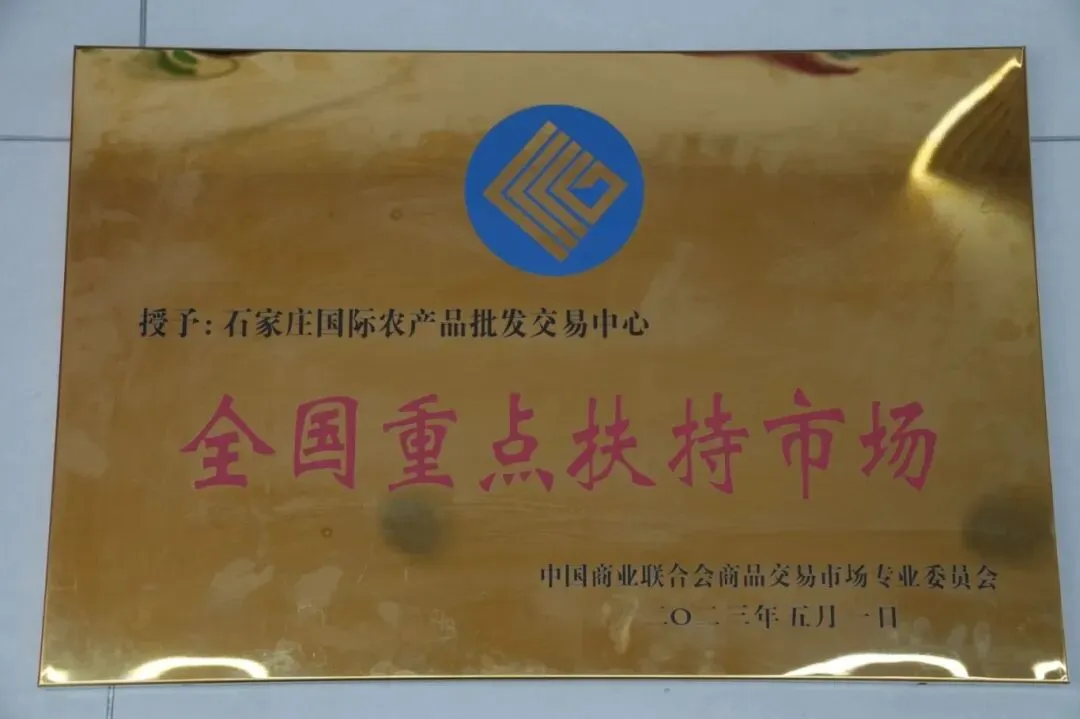 授予:石家庄国际农产品批发交易中心
全国重点扶持市场
中国商业联合会商品交易市场专业委员会
二〇二三年五月一日